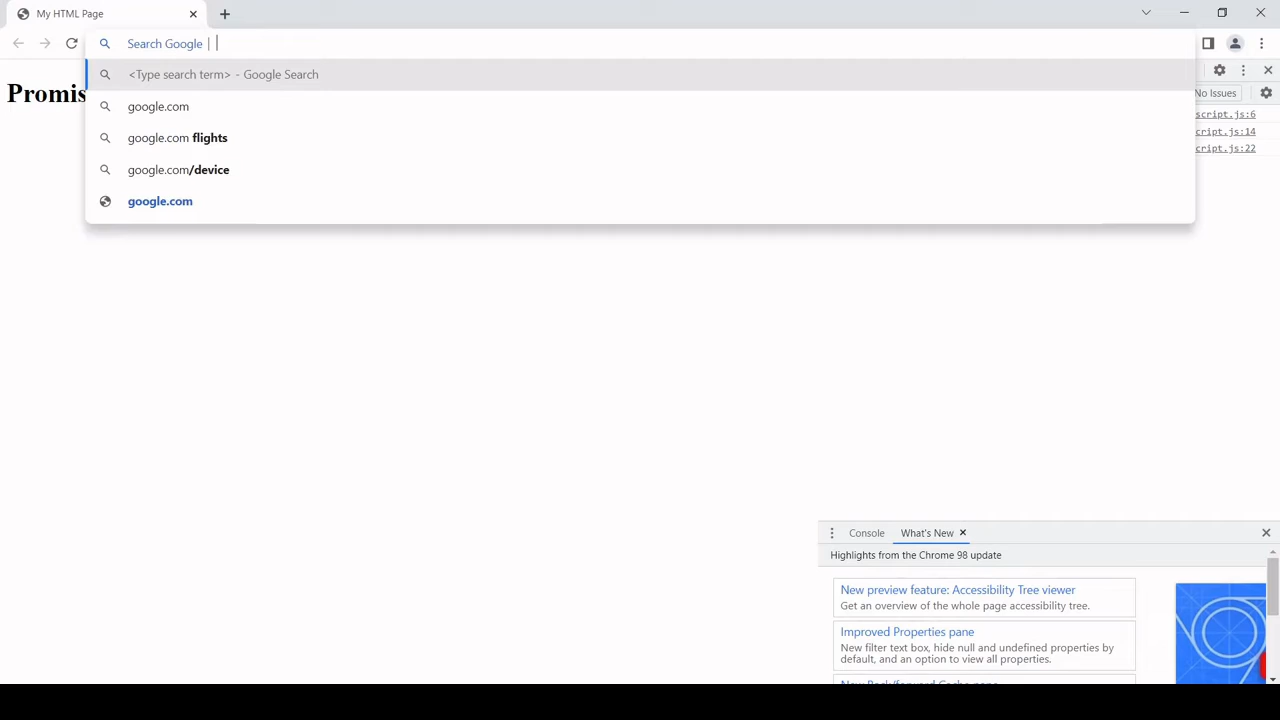 My HTML Page
Search Google |
<Type search term> - Google Search
google.com
google.com flights
google.com/device
google.com
Promis
No Issues
script.js:6
cript.js:14
cript.js:22
Console
What's New
Highlights from the Chrome 98 update
New preview feature: Accessibility Tree viewer
Get an overview of the whole page accessibility tree.
Improved Properties pane
New filter text box, hide null and undefined properties by
default, and an option to view all properties.